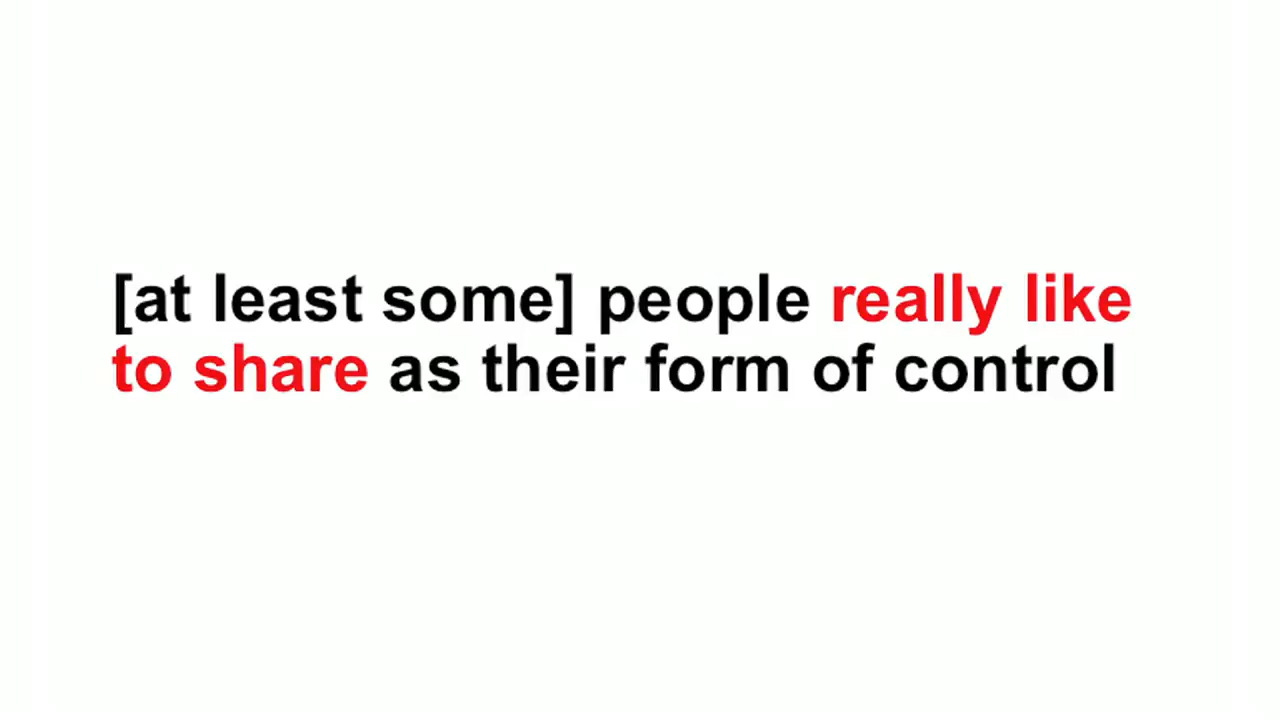 [at least some] people really like
to share as their form of control